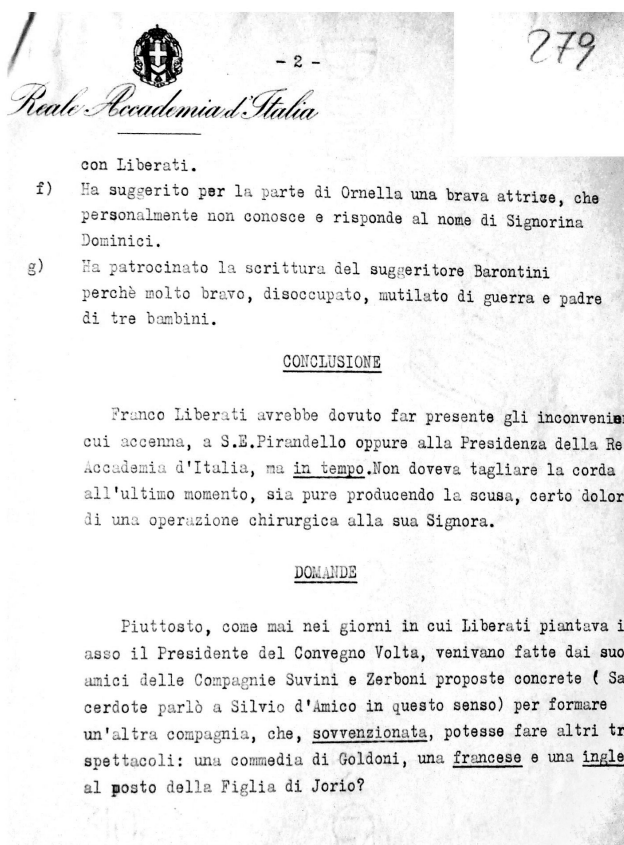 - 2 -
279
Reale Accademia d'Italia
con Liberati.
f) Ha suggerito per la parte di Ornella una brava attrice, che
personalmente non conosce e risponde al nome di Signorina
Dominici.
g) Ha patrocinato la scrittura del suggeritore Barontini
perchè molto bravo, disoccupato, mutilato di guerra e padre
di tre bambini.
CONCLUSIONE
Franco Liberati avrebbe dovuto far presente gli inconvenie
cui accenna, a S.E.Pirandello oppure alla Presidenza della Re
Accademia d'Italia, ma in tempo.Non doveva tagliare la corda
all'ultimo momento, sia pure producendo la scusa, certo dolor
di una operazione chirurgica alla sua Signora.
DOMANDE
Piuttosto, come mai nei giorni in cui Liberati piantava i
asso il Presidente del Convegno Volta, venivano fatte dai suo
amici delle Compagnie Suvini e Zerboni proposte concrete ( Sa
cerdote parlò a Silvio d'Amico in questo senso) per formare
un'altra compagnia, che, sovvenzionata, potesse fare altri tr
spettacoli: una commedia di Goldoni, una francese e una ingle
al posto della Figlia di Jorio?